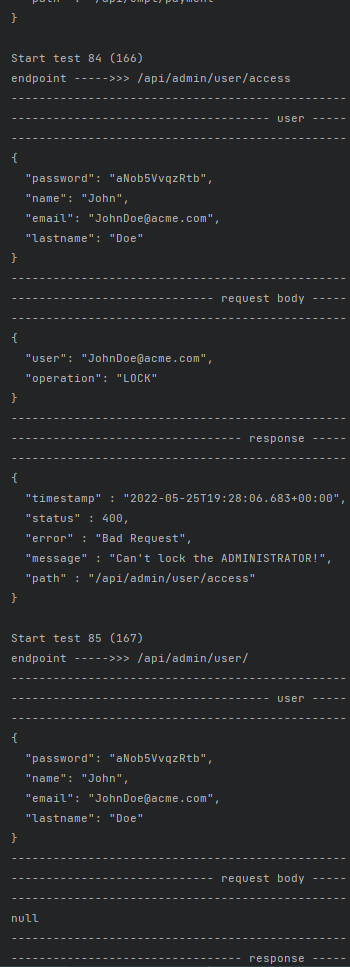 }
Start test 84 (166)
endpoint ----->>> /api/admin/user/access
------------------------------------------------
------------------------------------- user -----
------------------------------------------------
{
  "password": "aNob5VvqzRtb",
  "name": "John",
  "email": "JohnDoe@acme.com",
  "lastname": "Doe"
}
------------------------------------------------
----------------------------- request body -----
------------------------------------------------
{
  "user": "JohnDoe@acme.com",
  "operation": "LOCK"
}
------------------------------------------------
--------------------------------- response -----
------------------------------------------------
{
  "timestamp" : "2022-05-25T19:28:06.683+00:00",
  "status" : 400,
  "error" : "Bad Request",
  "message" : "Can't lock the ADMINISTRATOR!",
  "path" : "/api/admin/user/access"
}
Start test 85 (167)
endpoint ----->>> /api/admin/user/
------------------------------------------------
------------------------------------- user -----
------------------------------------------------
{
  "password": "aNob5VvqzRtb",
  "name": "John",
  "email": "JohnDoe@acme.com",
  "lastname": "Doe"
}
------------------------------------------------
----------------------------- request body -----
------------------------------------------------
null
------------------------------------------------
--------------------------------- response -----